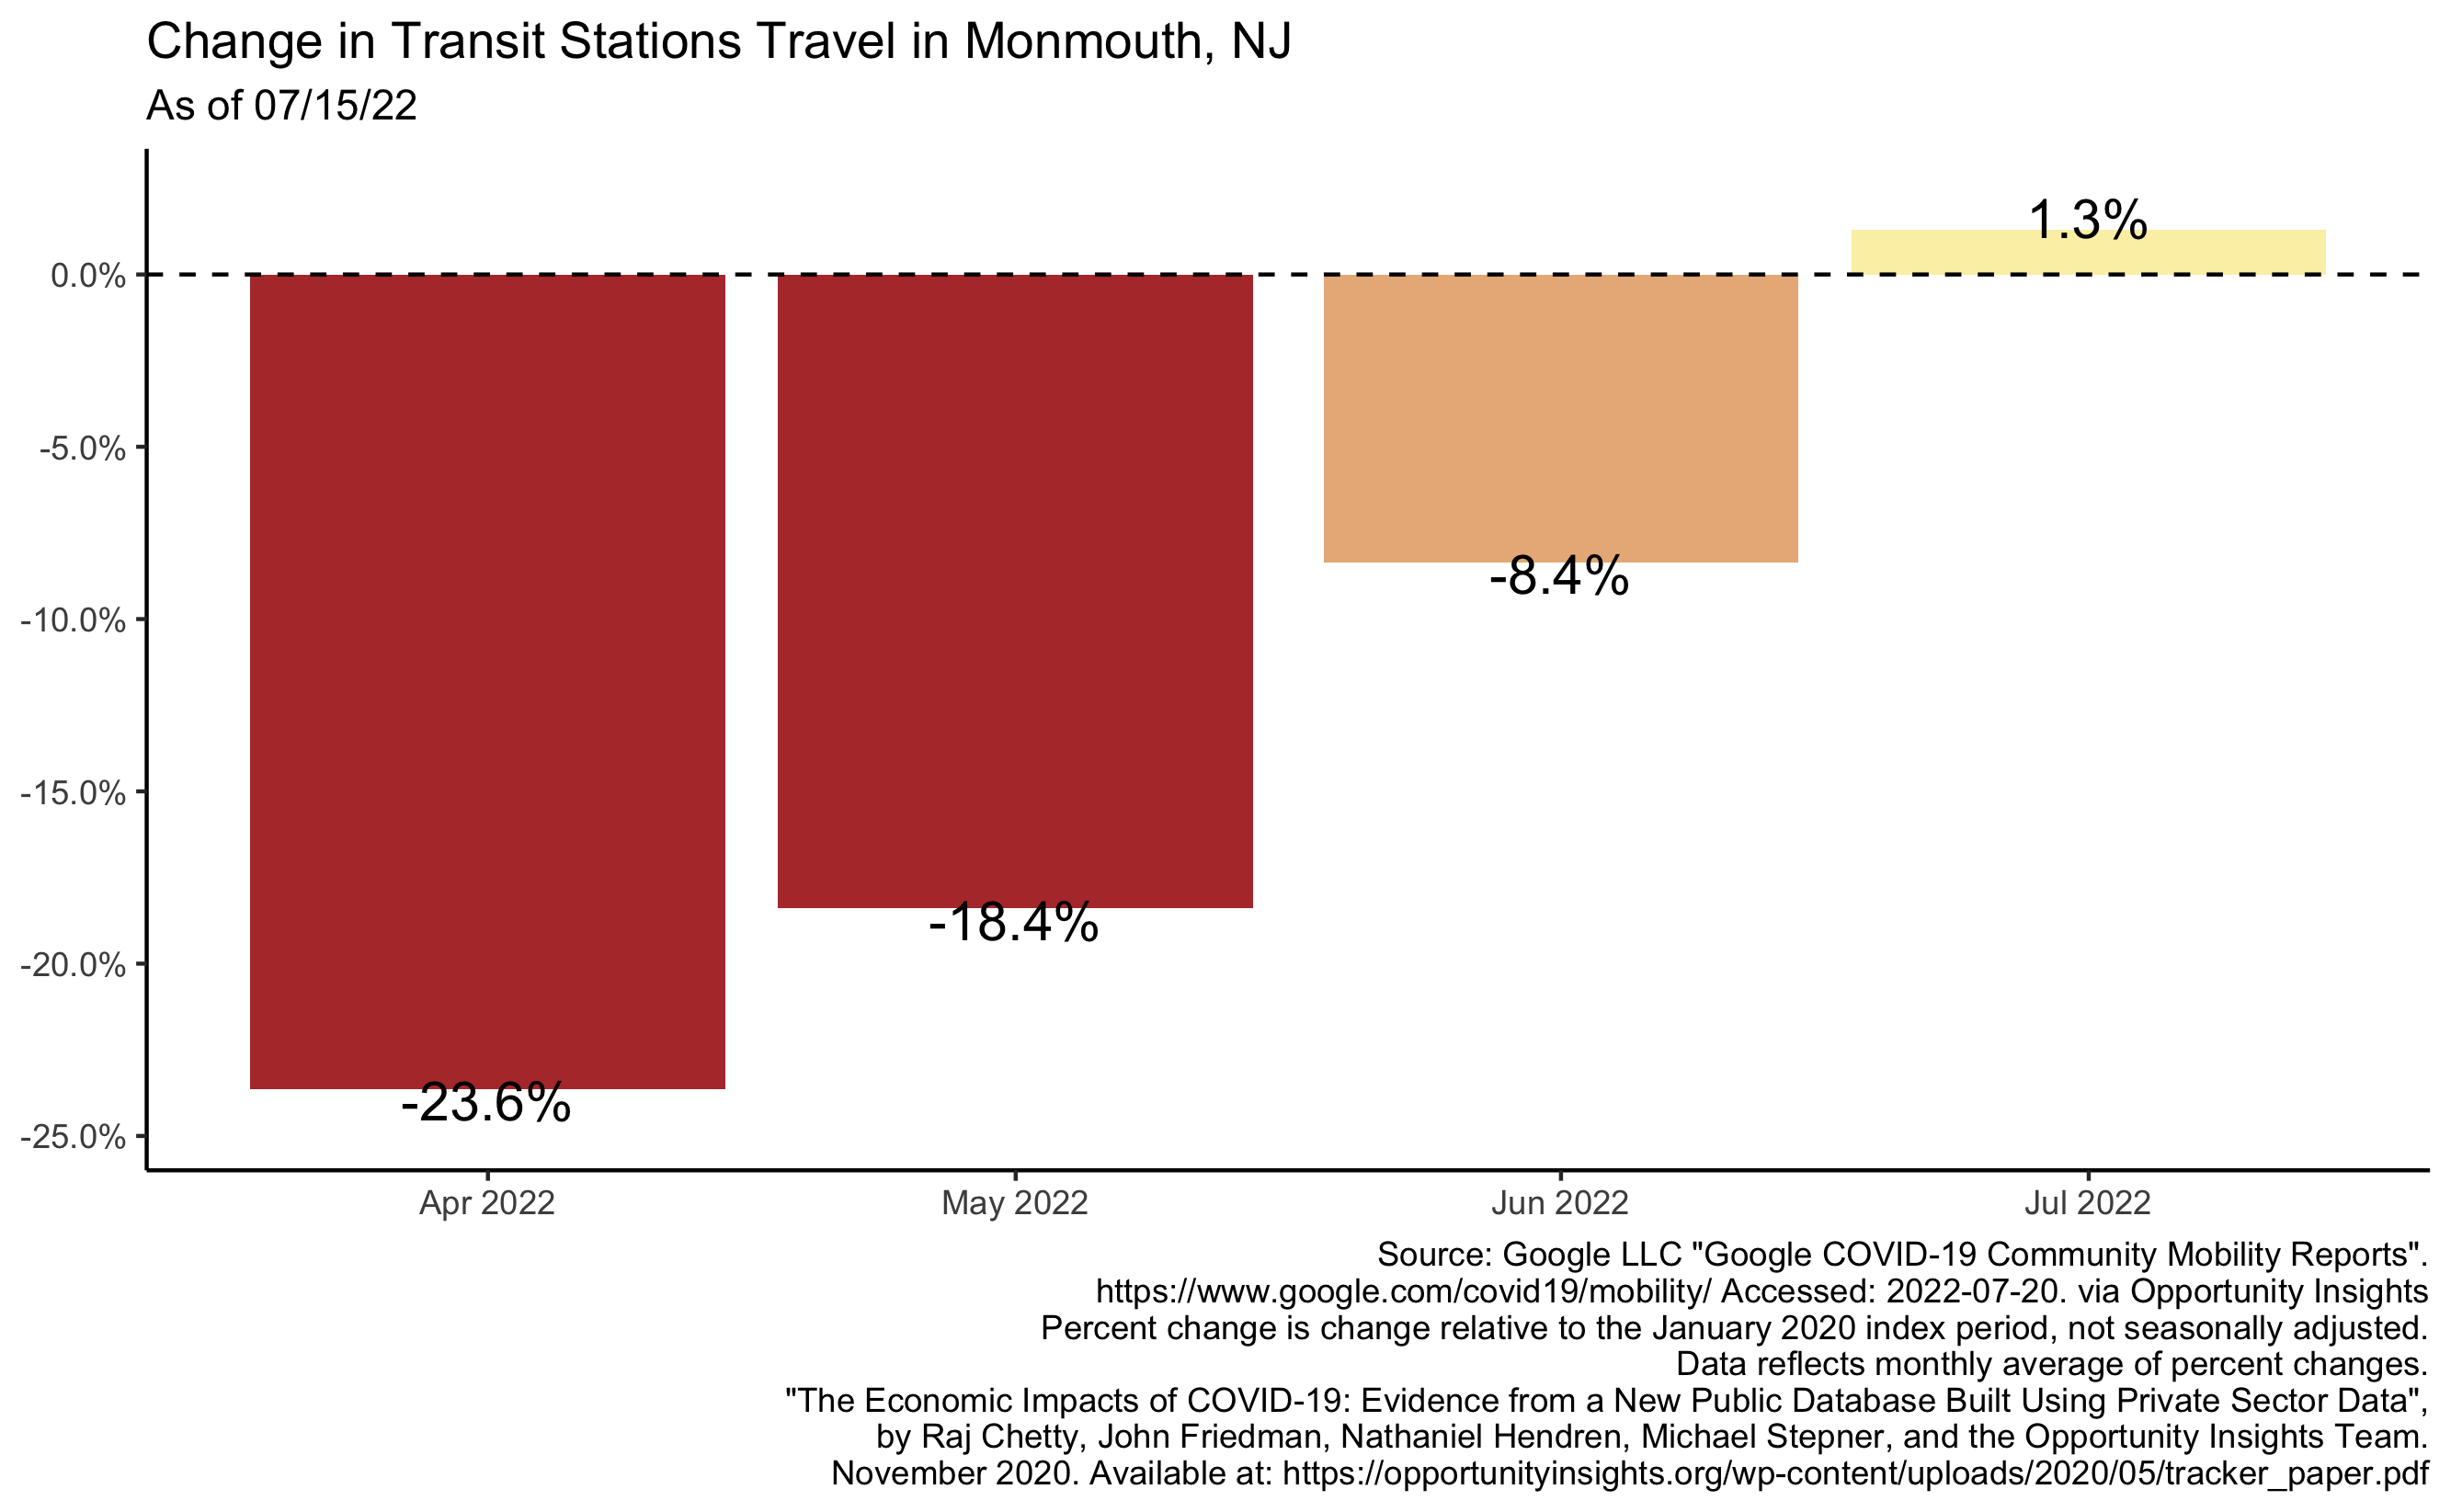 Change in Transit Stations Travel in Monmouth, NJ
As of 07/15/22
1.3%
0.0%
-5.0%
-8.4%
-10.0%
-15.0%
-18.4%
-20.0%
-23.6%
-25.0%
Apr 2022
May 2022
Jun 2022
Jul 2022
Source: Google LLC "Google COVID-19 Community Mobility Reports".
https://www.google.com/covid19/mobility/ Accessed: 2022-07-20. via Opportunity Insights
Percent change is change relative to the January 2020 index period, not seasonally adjusted.
Data reflects monthly average of percent changes.
"The Economic Impacts of COVID-19: Evidence from a New Public Database Built Using Private Sector Data",
by Raj Chetty, John Friedman, Nathaniel Hendren, Michael Stepner, and the Opportunity Insights Team.
November 2020. Available at: https://opportunityinsights.org/wp-content/uploads/2020/05/tracker_paper.pdf